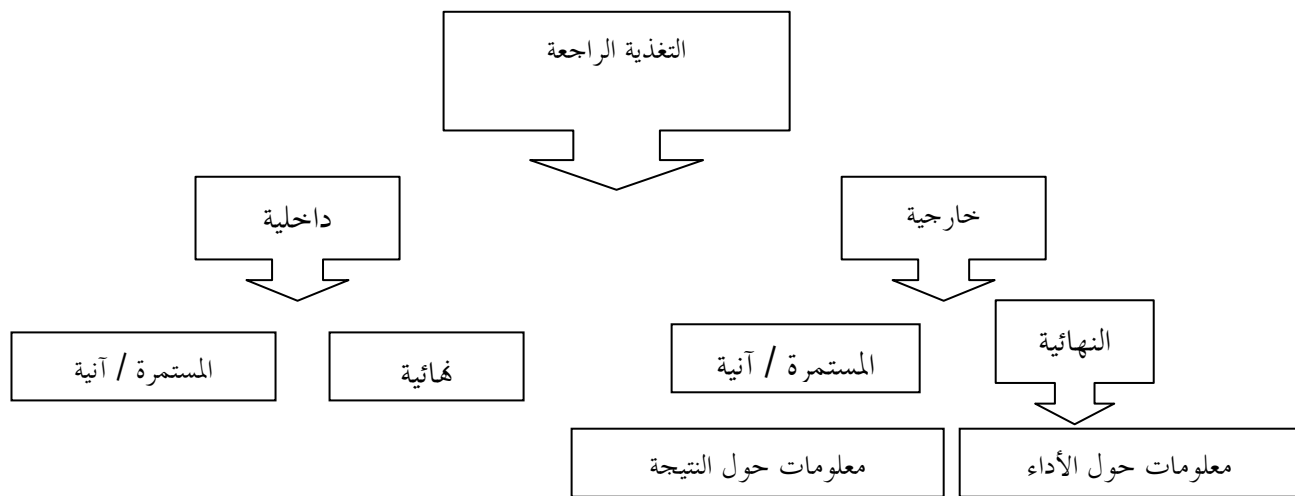 التغذية الراجعة
خارجية
داخلية
النهائية
المستمرة / آنية
نهائية
المستمرة / آنية
معلومات حول الأداء
معلومات حول النتيجة